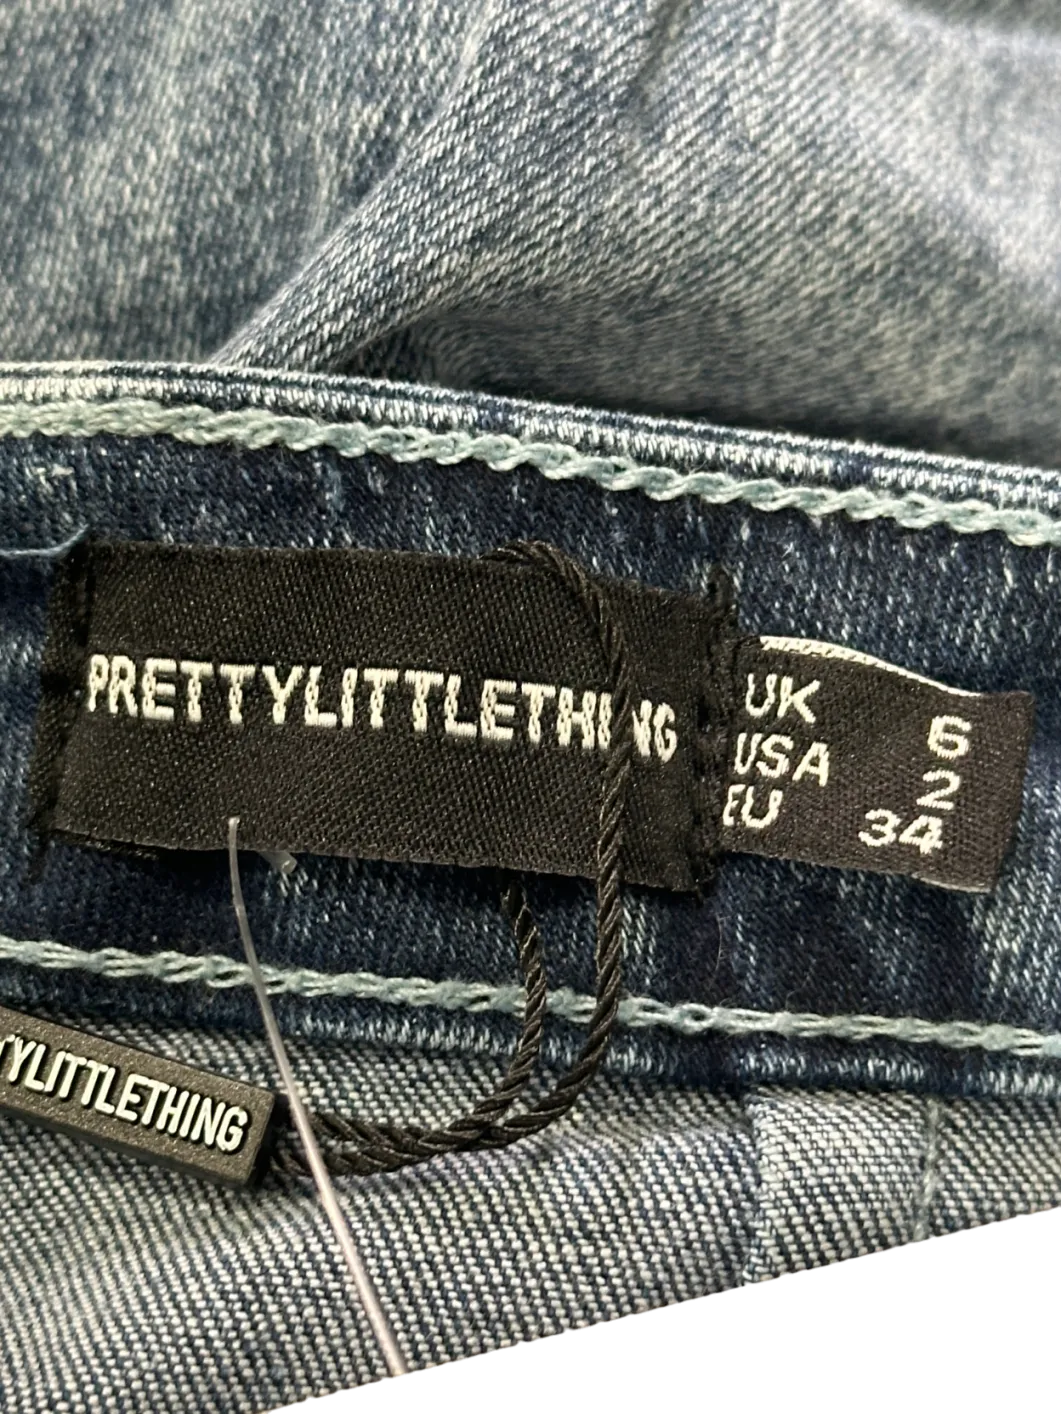 PRETTYLITTLETHING
UK 6
USA 2
EU 34
TYLITTLETHING